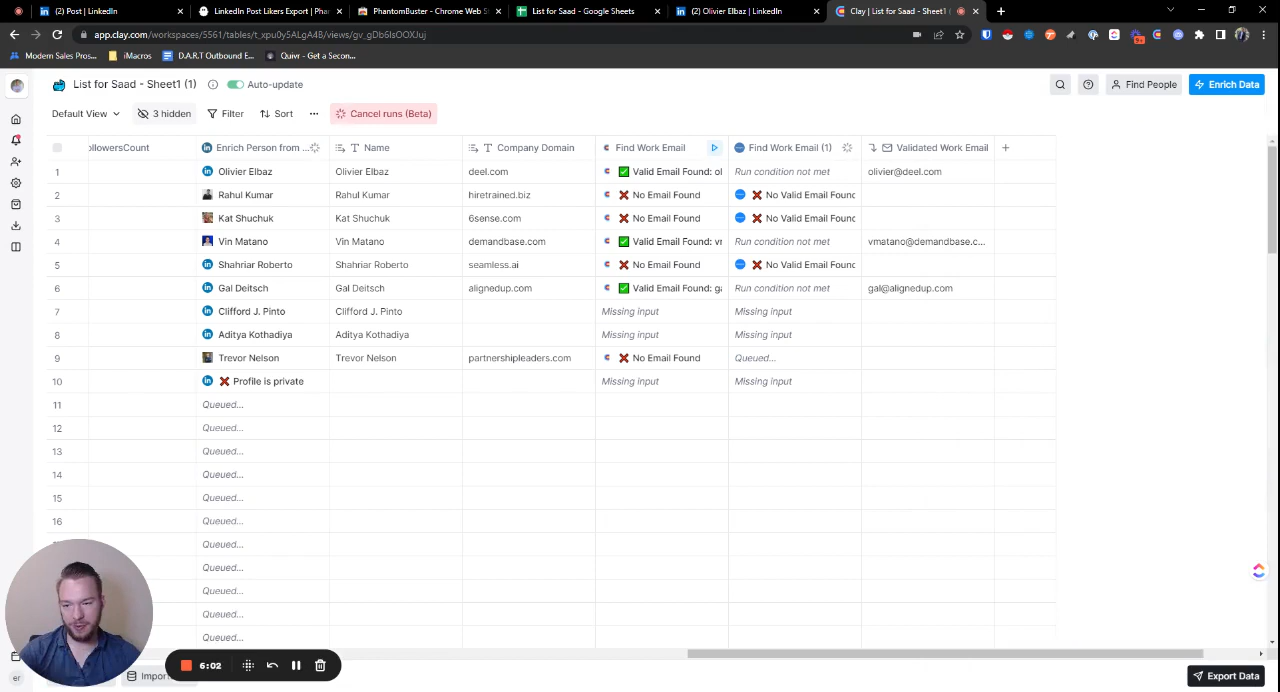 Post | LinkedIn
LinkedIn Post Likers Export | Pha
PhantomBuster - Chrome Web S
List for Saad - Google Sheets
(2) Olivier Elbaz | LinkedIn
Clay | List for Saad - Sheet1 (
app.clay.com/workspaces/5561/tables/t_xpu0y5ALgA4B/views/gv_gDb6IsOOXJuj
9+
Modern Sales Pros...
iMacros
D.A.R.T Outbound E...
Quivr - Get a Secon...
List for Saad - Sheet1 (1)
Auto-update
Find People
Enrich Data
Default View
3 hidden
Filter
Sort
Cancel runs (Beta)
ollowersCount
Enrich Person from ...
Name
Company Domain
Find Work Email
Find Work Email (1)
Validated Work Email
1 Olivier Elbaz Olivier Elbaz deel.com Valid Email Found: ol Run condition not met olivier@deel.com
2 Rahul Kumar Rahul Kumar hiretrained.biz No Email Found No Valid Email Found
3 Kat Shuchuk Kat Shuchuk 6sense.com No Email Found No Valid Email Found
4 Vin Matano Vin Matano demandbase.com Valid Email Found: vr Run condition not met vmatano@demandbase.c...
5 Shahriar Roberto Shahriar Roberto seamless.ai No Email Found No Valid Email Found
6 Gal Deitsch Gal Deitsch alignedup.com Valid Email Found: ga Run condition not met gal@alignedup.com
7 Clifford J. Pinto Clifford J. Pinto Missing input Missing input
8 Aditya Kothadiya Aditya Kothadiya Missing input Missing input
9 Trevor Nelson Trevor Nelson partnershipleaders.com No Email Found Queued...
10 Profile is private Missing input Missing input
11 Queued...
12 Queued...
13 Queued...
14 Queued...
15 Queued...
16 Queued...
Queued...
Queued...
Queued...
Queued...
Queued...
6:02
er
Import
Export Data